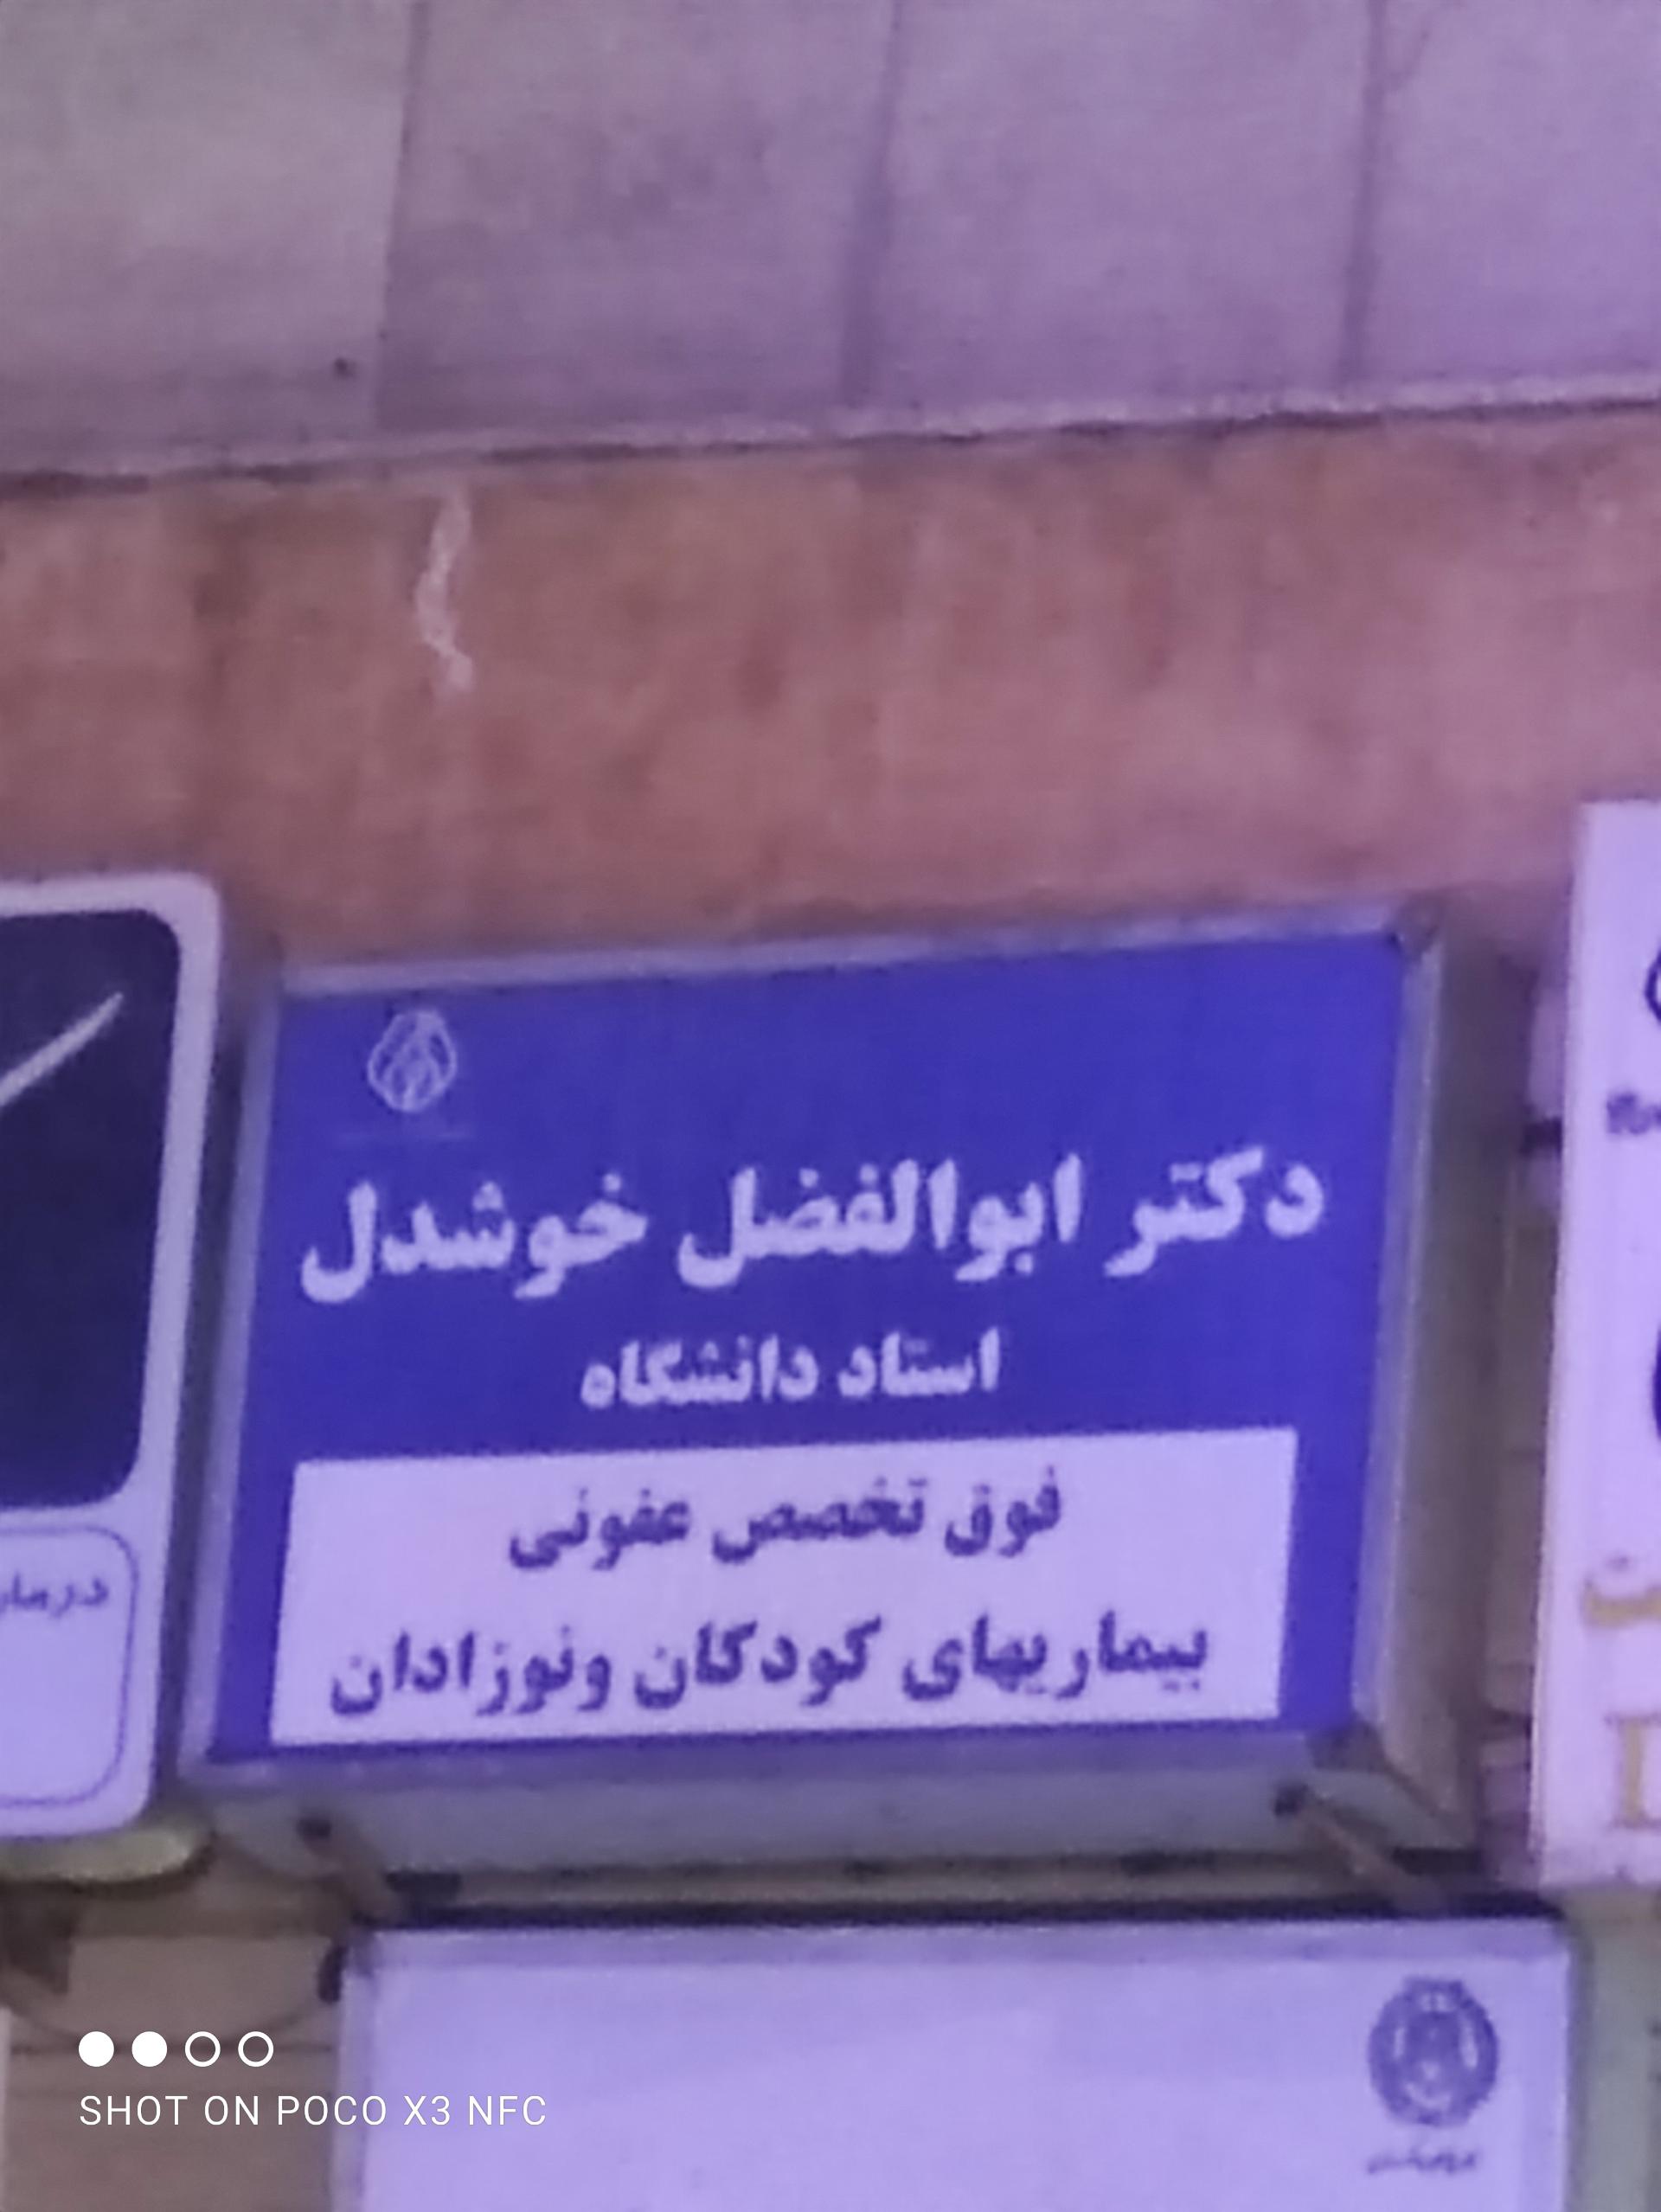 دکتر ابوالفضل خوشدل
استاد دانشگاه
فوق تخصص عفونی
بیماریهای کودکان ونوزادان
SHOT ON POCO X3 NFC